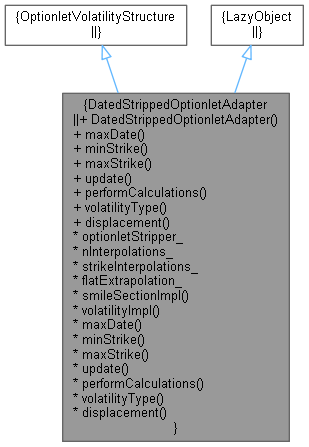 {OptionletVolatilityStructure
||}
{LazyObject
||}
{DatedStrippedOptionletAdapter
||+ DatedStrippedOptionletAdapter()
+ maxDate()
+ minStrike()
+ maxStrike()
+ update()
+ performCalculations()
+ volatilityType()
+ displacement()
* optionletStripper_
* nInterpolations_
* strikeInterpolations_
* flatExtrapolation_
* smileSectionImpl()
* volatilityImpl()
* maxDate()
* minStrike()
* maxStrike()
* update()
* performCalculations()
* volatilityType()
* displacement()
}